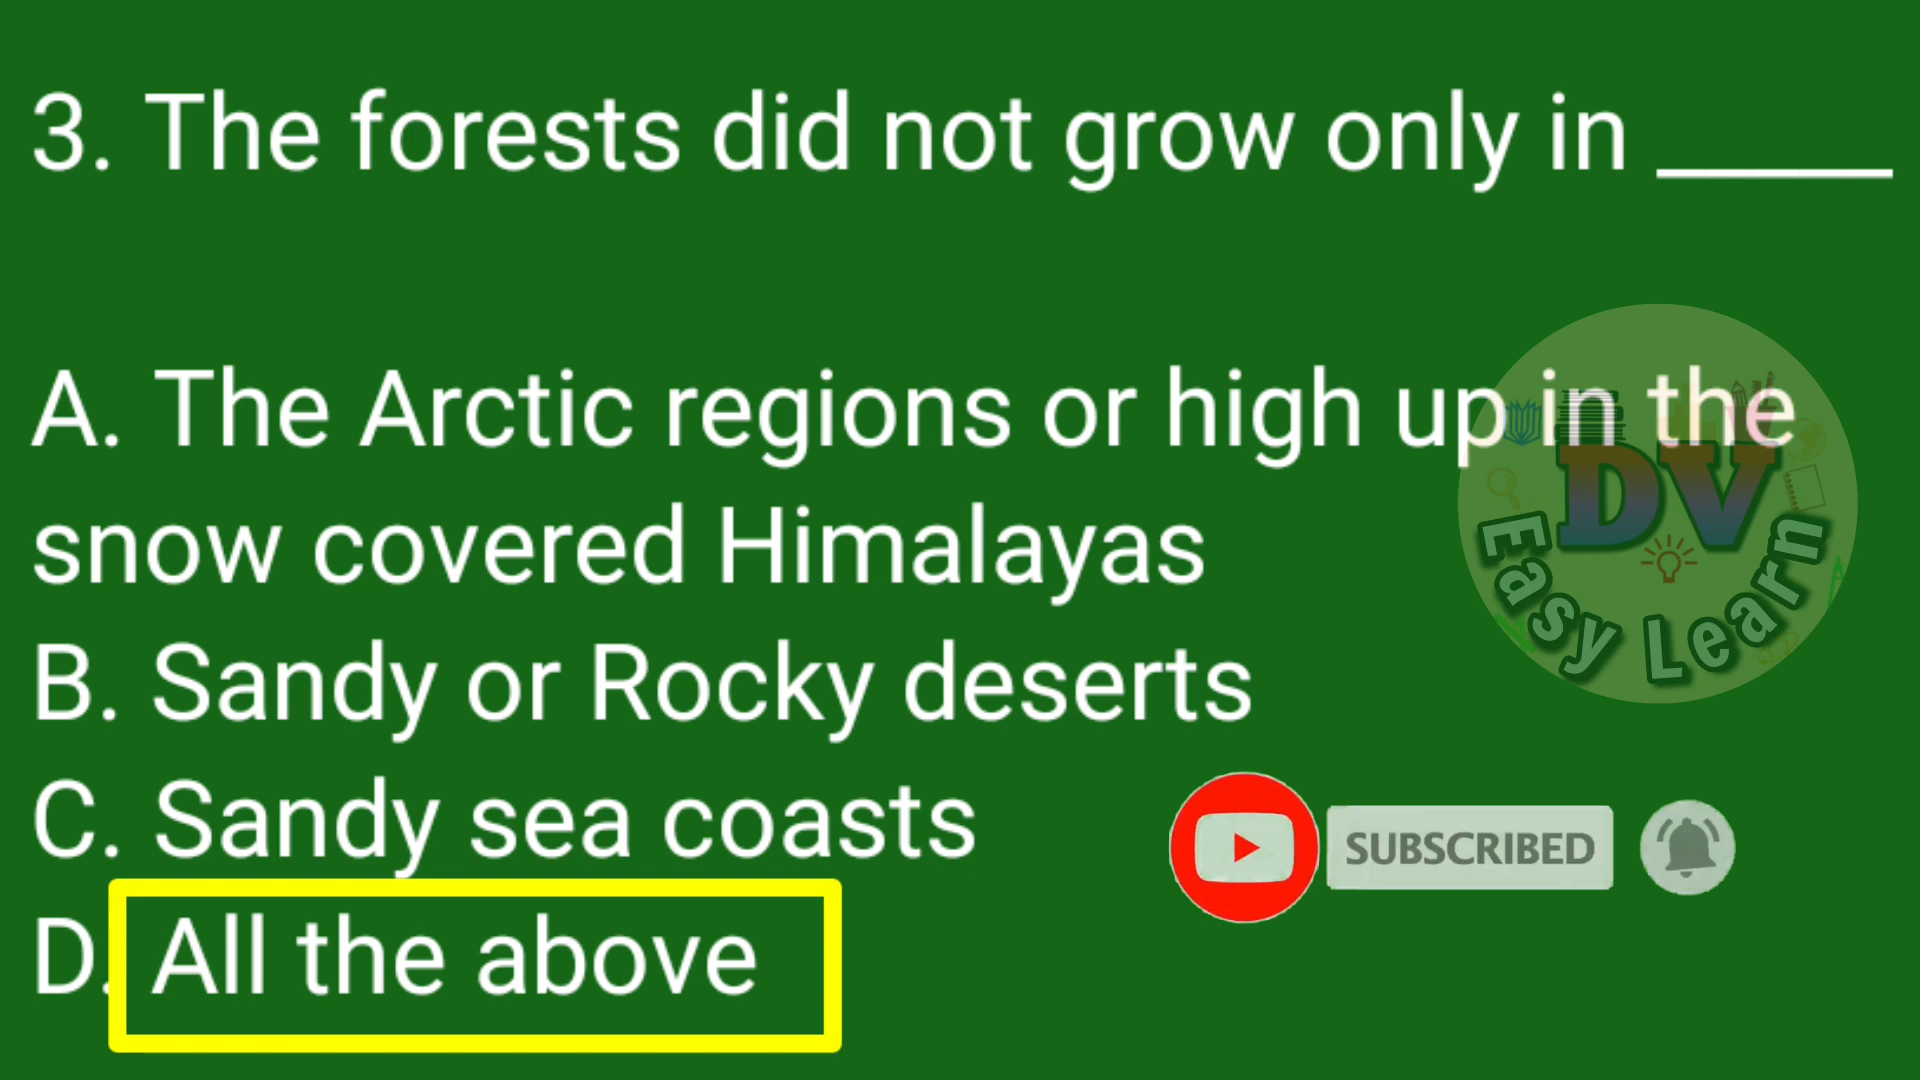 3. The forests did not grow only in _____
A. The Arctic regions or high up in the
snow covered Himalayas
B. Sandy or Rocky deserts
C. Sandy sea coasts
D. All the above
DV
Easy Learn
SUBSCRIBED